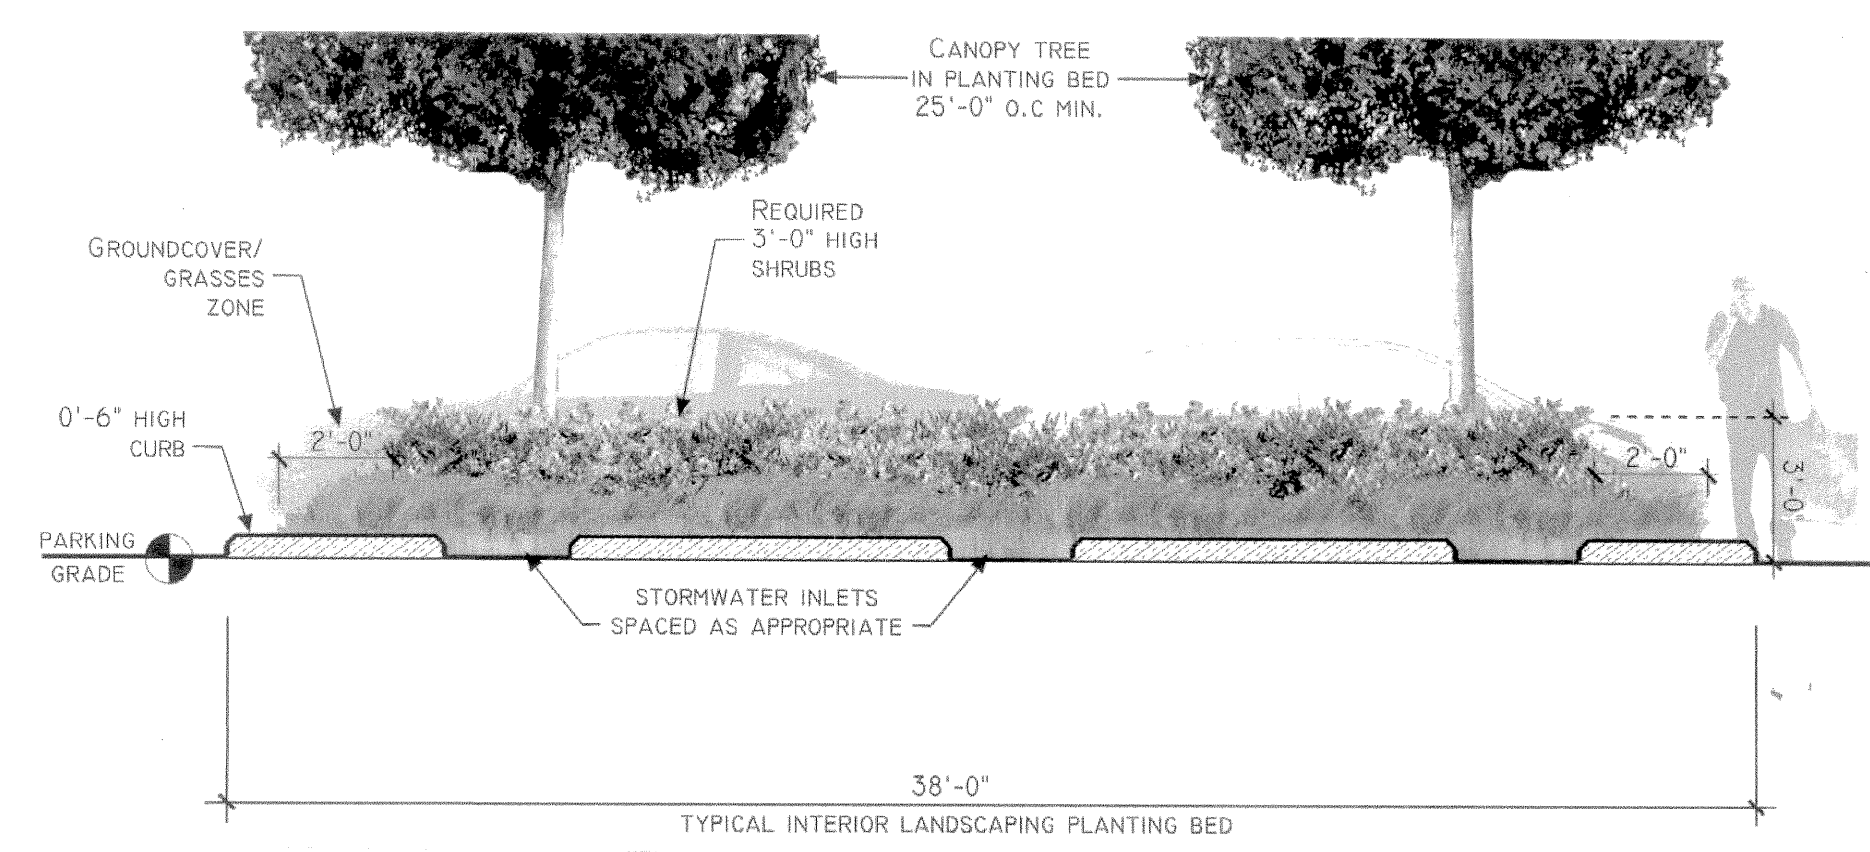 CANOPY TREE
IN PLANTING BED
25'-0" O.C MIN.
REQUIRED
3'-0" HIGH
SHRUBS
GROUNDCOVER/
GRASSES
ZONE
0'-6" HIGH
CURB
2'-0"
2'-0"
3'-0"
PARKING
GRADE
STORMWATER INLETS
SPACED AS APPROPRIATE
38'-0"
TYPICAL INTERIOR LANDSCAPING PLANTING BED